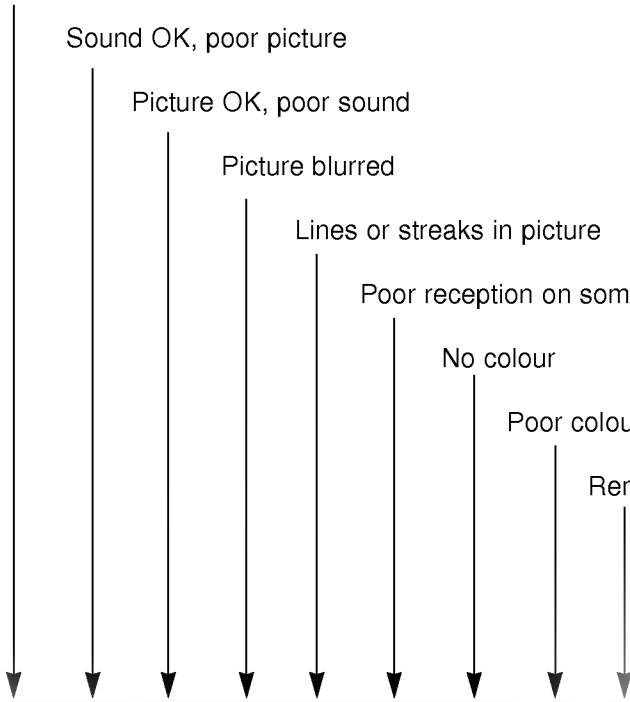 Sound OK, poor picture
Picture OK, poor sound
Picture blurred
Lines or streaks in picture
Poor reception on som
No colour
Poor colou
Rer